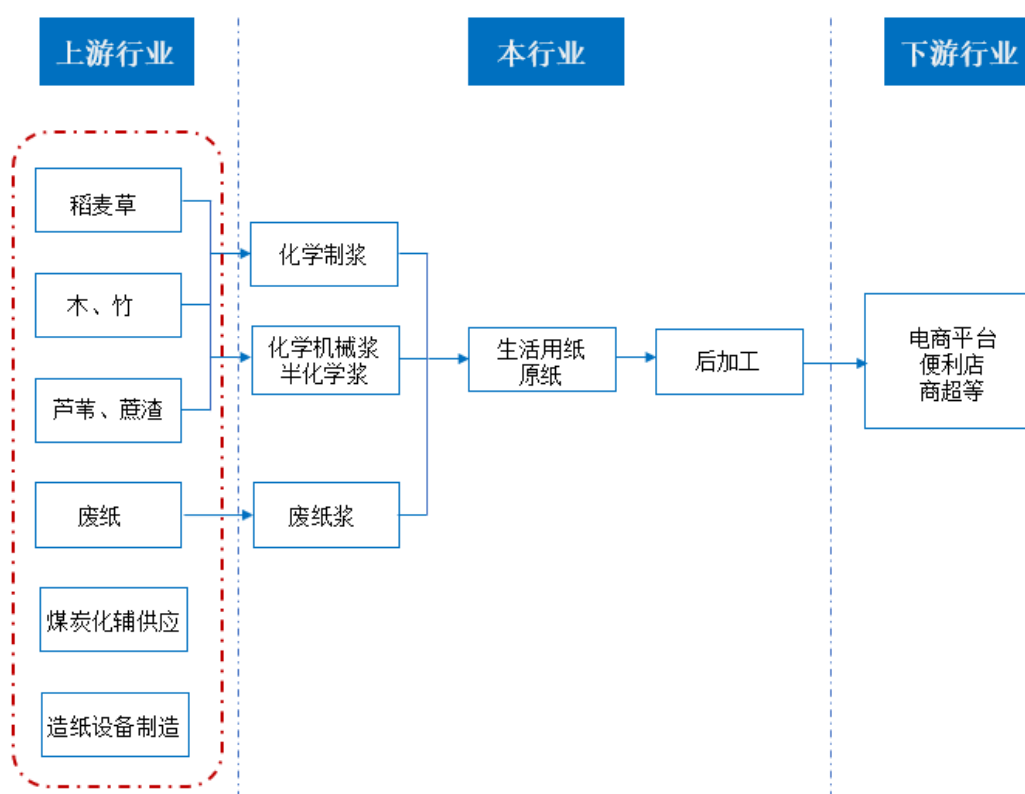 上游行业
本行业
下游行业
稻麦草
木、竹
芦苇、蔗渣
废纸
煤炭化辅供应
造纸设备制造
化学制浆
化学机械浆
半化学浆
废纸浆
生活用纸
原纸
后加工
电商平台
便利店
商超等